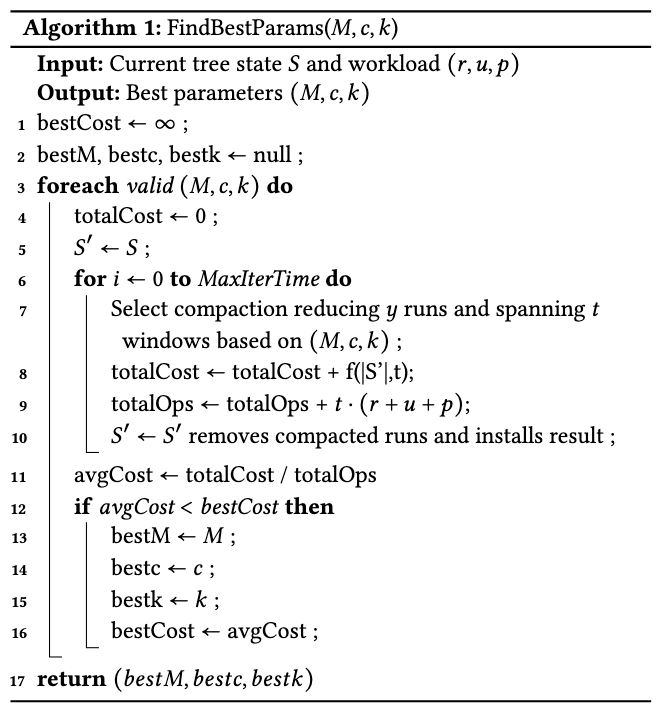 Algorithm 1: FindBestParams(M, c, k)
Input: Current tree state S and workload (r, u, p)
Output: Best parameters (M, c, k)
1 bestCost ← ∞ ;
2 bestM, bestc, bestk ← null ;
3 foreach valid (M, c, k) do
4 totalCost ← 0 ;
5 S′ ← S ;
6 for i ← 0 to MaxIterTime do
7 Select compaction reducing y runs and spanning t
windows based on (M, c, k) ;
8 totalCost ← totalCost + f(|S'|,t);
9 totalOps ← totalOps + t · (r + u + p);
10 S′ ← S′ removes compacted runs and installs result ;
11 avgCost ← totalCost / totalOps
12 if avgCost < bestCost then
13 bestM ← M ;
14 bestc ← c ;
15 bestk ← k ;
16 bestCost ← avgCost ;
17 return (bestM, bestc, bestk)